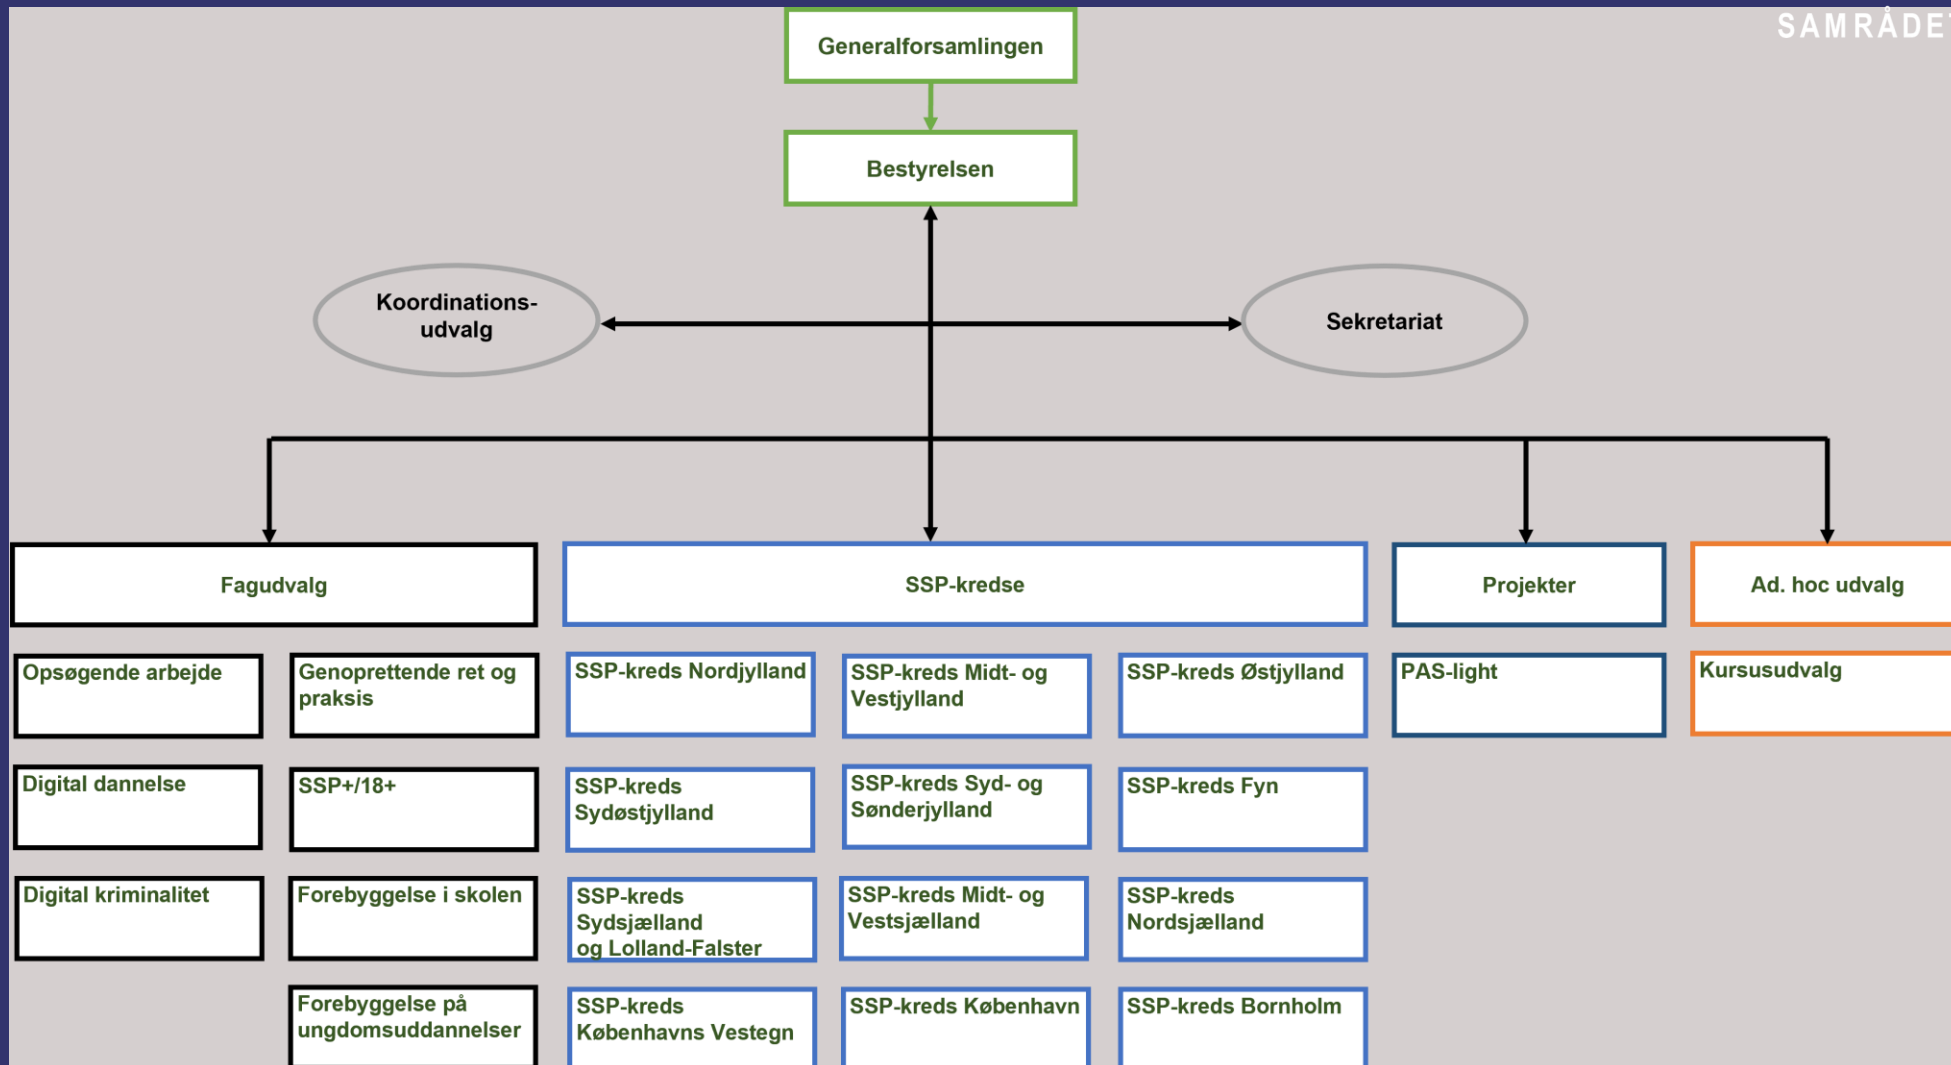 SAMRÅDET
Generalforsamlingen
Bestyrelsen
Koordinations-
udvalg
Sekretariat
Fagudvalg
SSP-kredse
Projekter
Ad. hoc udvalg
Opsøgende arbejde
Genoprettende ret og
praksis
SSP-kreds Nordjylland
SSP-kreds Midt- og
Vestjylland
SSP-kreds Østjylland
PAS-light
Kursusudvalg
Digital dannelse
SSP+/18+
SSP-kreds
Sydøstjylland
SSP-kreds Syd- og
Sønderjylland
SSP-kreds Fyn
Digital kriminalitet
Forebyggelse i skolen
SSP-kreds
Sydsjælland
og Lolland-Falster
SSP-kreds Midt- og
Vestsjælland
SSP-kreds
Nordsjælland
Forebyggelse på
ungdomsuddannelser
SSP-kreds
Københavns Vestegn
SSP-kreds København
SSP-kreds Bornholm